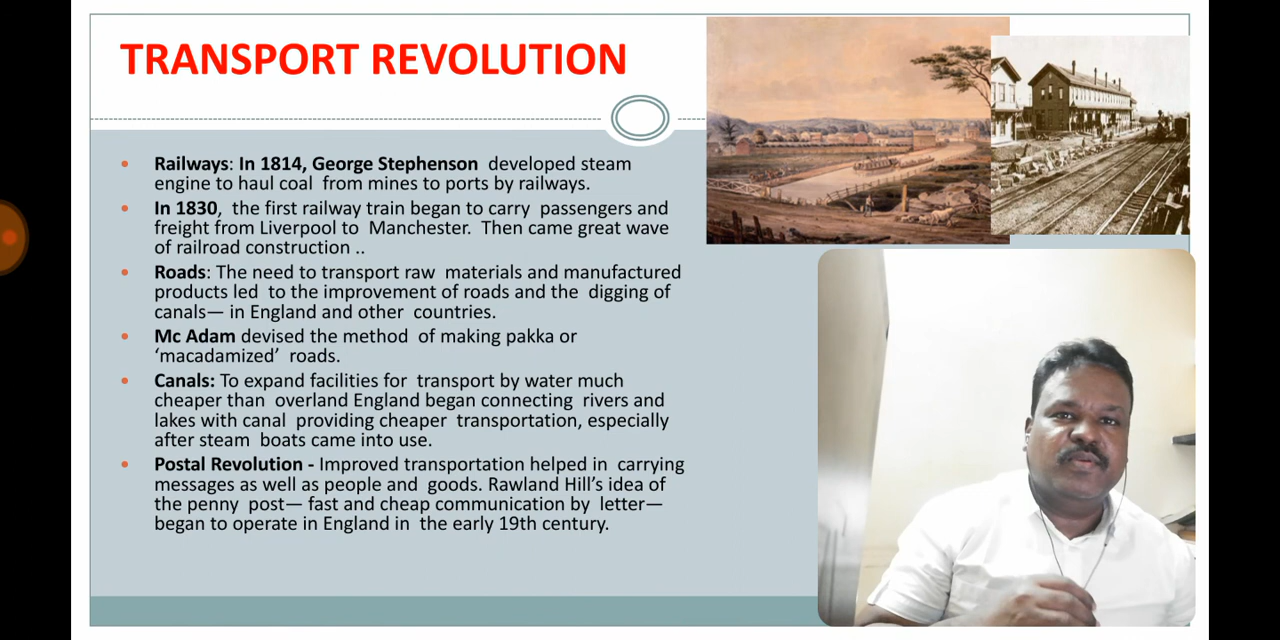 TRANSPORT REVOLUTION
Railways: In 1814, George Stephenson developed steam
engine to haul coal from mines to ports by railways.
In 1830, the first railway train began to carry passengers and
freight from Liverpool to Manchester. Then came great wave
of railroad construction ..
Roads: The need to transport raw materials and manufactured
products led to the improvement of roads and the digging of
canals— in England and other countries.
Mc Adam devised the method of making pakka or
‘macadamized’ roads.
Canals: To expand facilities for transport by water much
cheaper than overland England began connecting rivers and
lakes with canal providing cheaper transportation, especially
after steam boats came into use.
Postal Revolution - Improved transportation helped in carrying
messages as well as people and goods. Rawland Hill’s idea of
the penny post— fast and cheap communication by letter—
began to operate in England in the early 19th century.